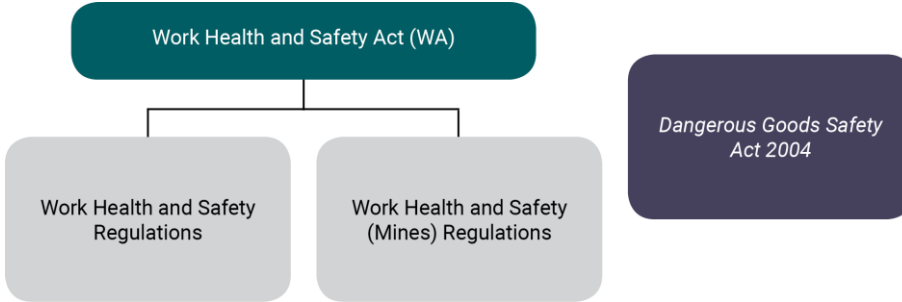 Work Health and Safety Act (WA)
Dangerous Goods Safety
Act 2004
Work Health and Safety
Regulations
Work Health and Safety
(Mines) Regulations